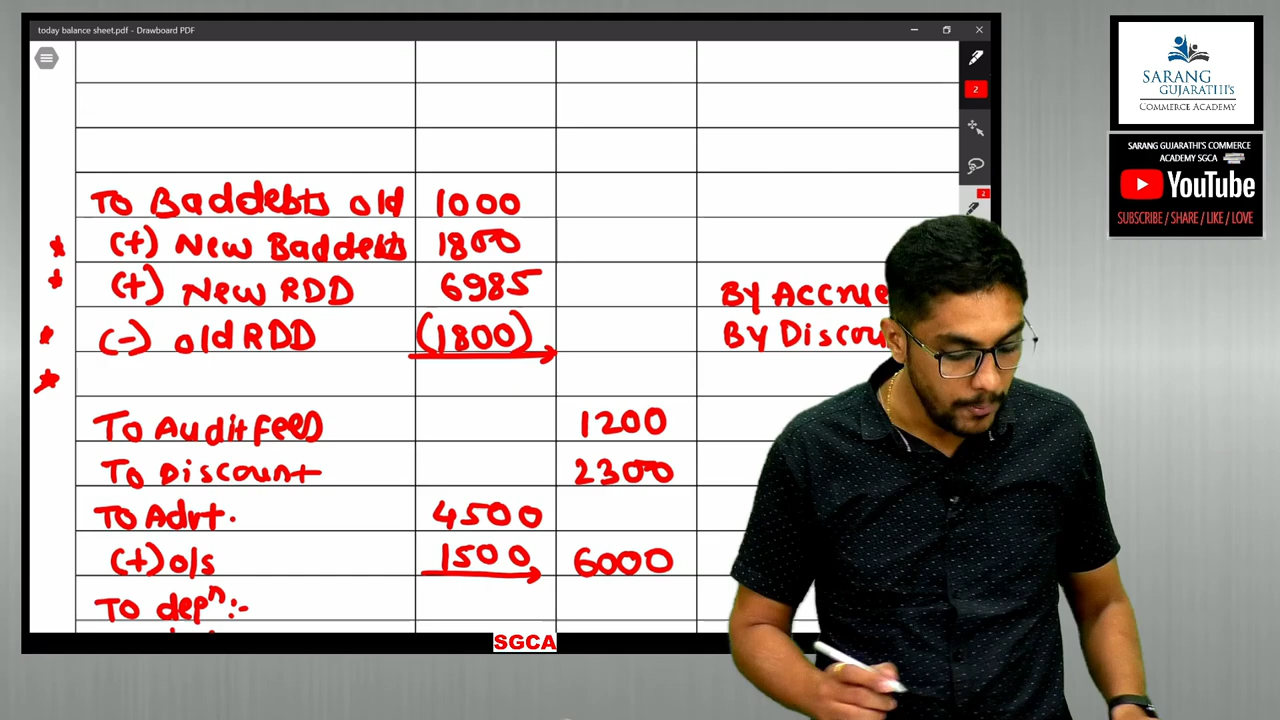 today balance sheet.pdf - Drawboard PDF
2
2
To Baddebts old 1000
(+) New Baddebts 1800
(+) New RDD 6985
(-) old RDD (1800)
By Accrue
By Discou
To Auditfees 1200
To Discount 2300
To Advt. 4500
(+) o/s 1500 6000
To depn:-
SGCA
SARANG
GUJARATHI'S
COMMERCE ACADEMY
SARANG GUJARATHI'S COMMERCE
ACADEMY SGCA
YouTube
SUBSCRIBE / SHARE / LIKE / LOVE